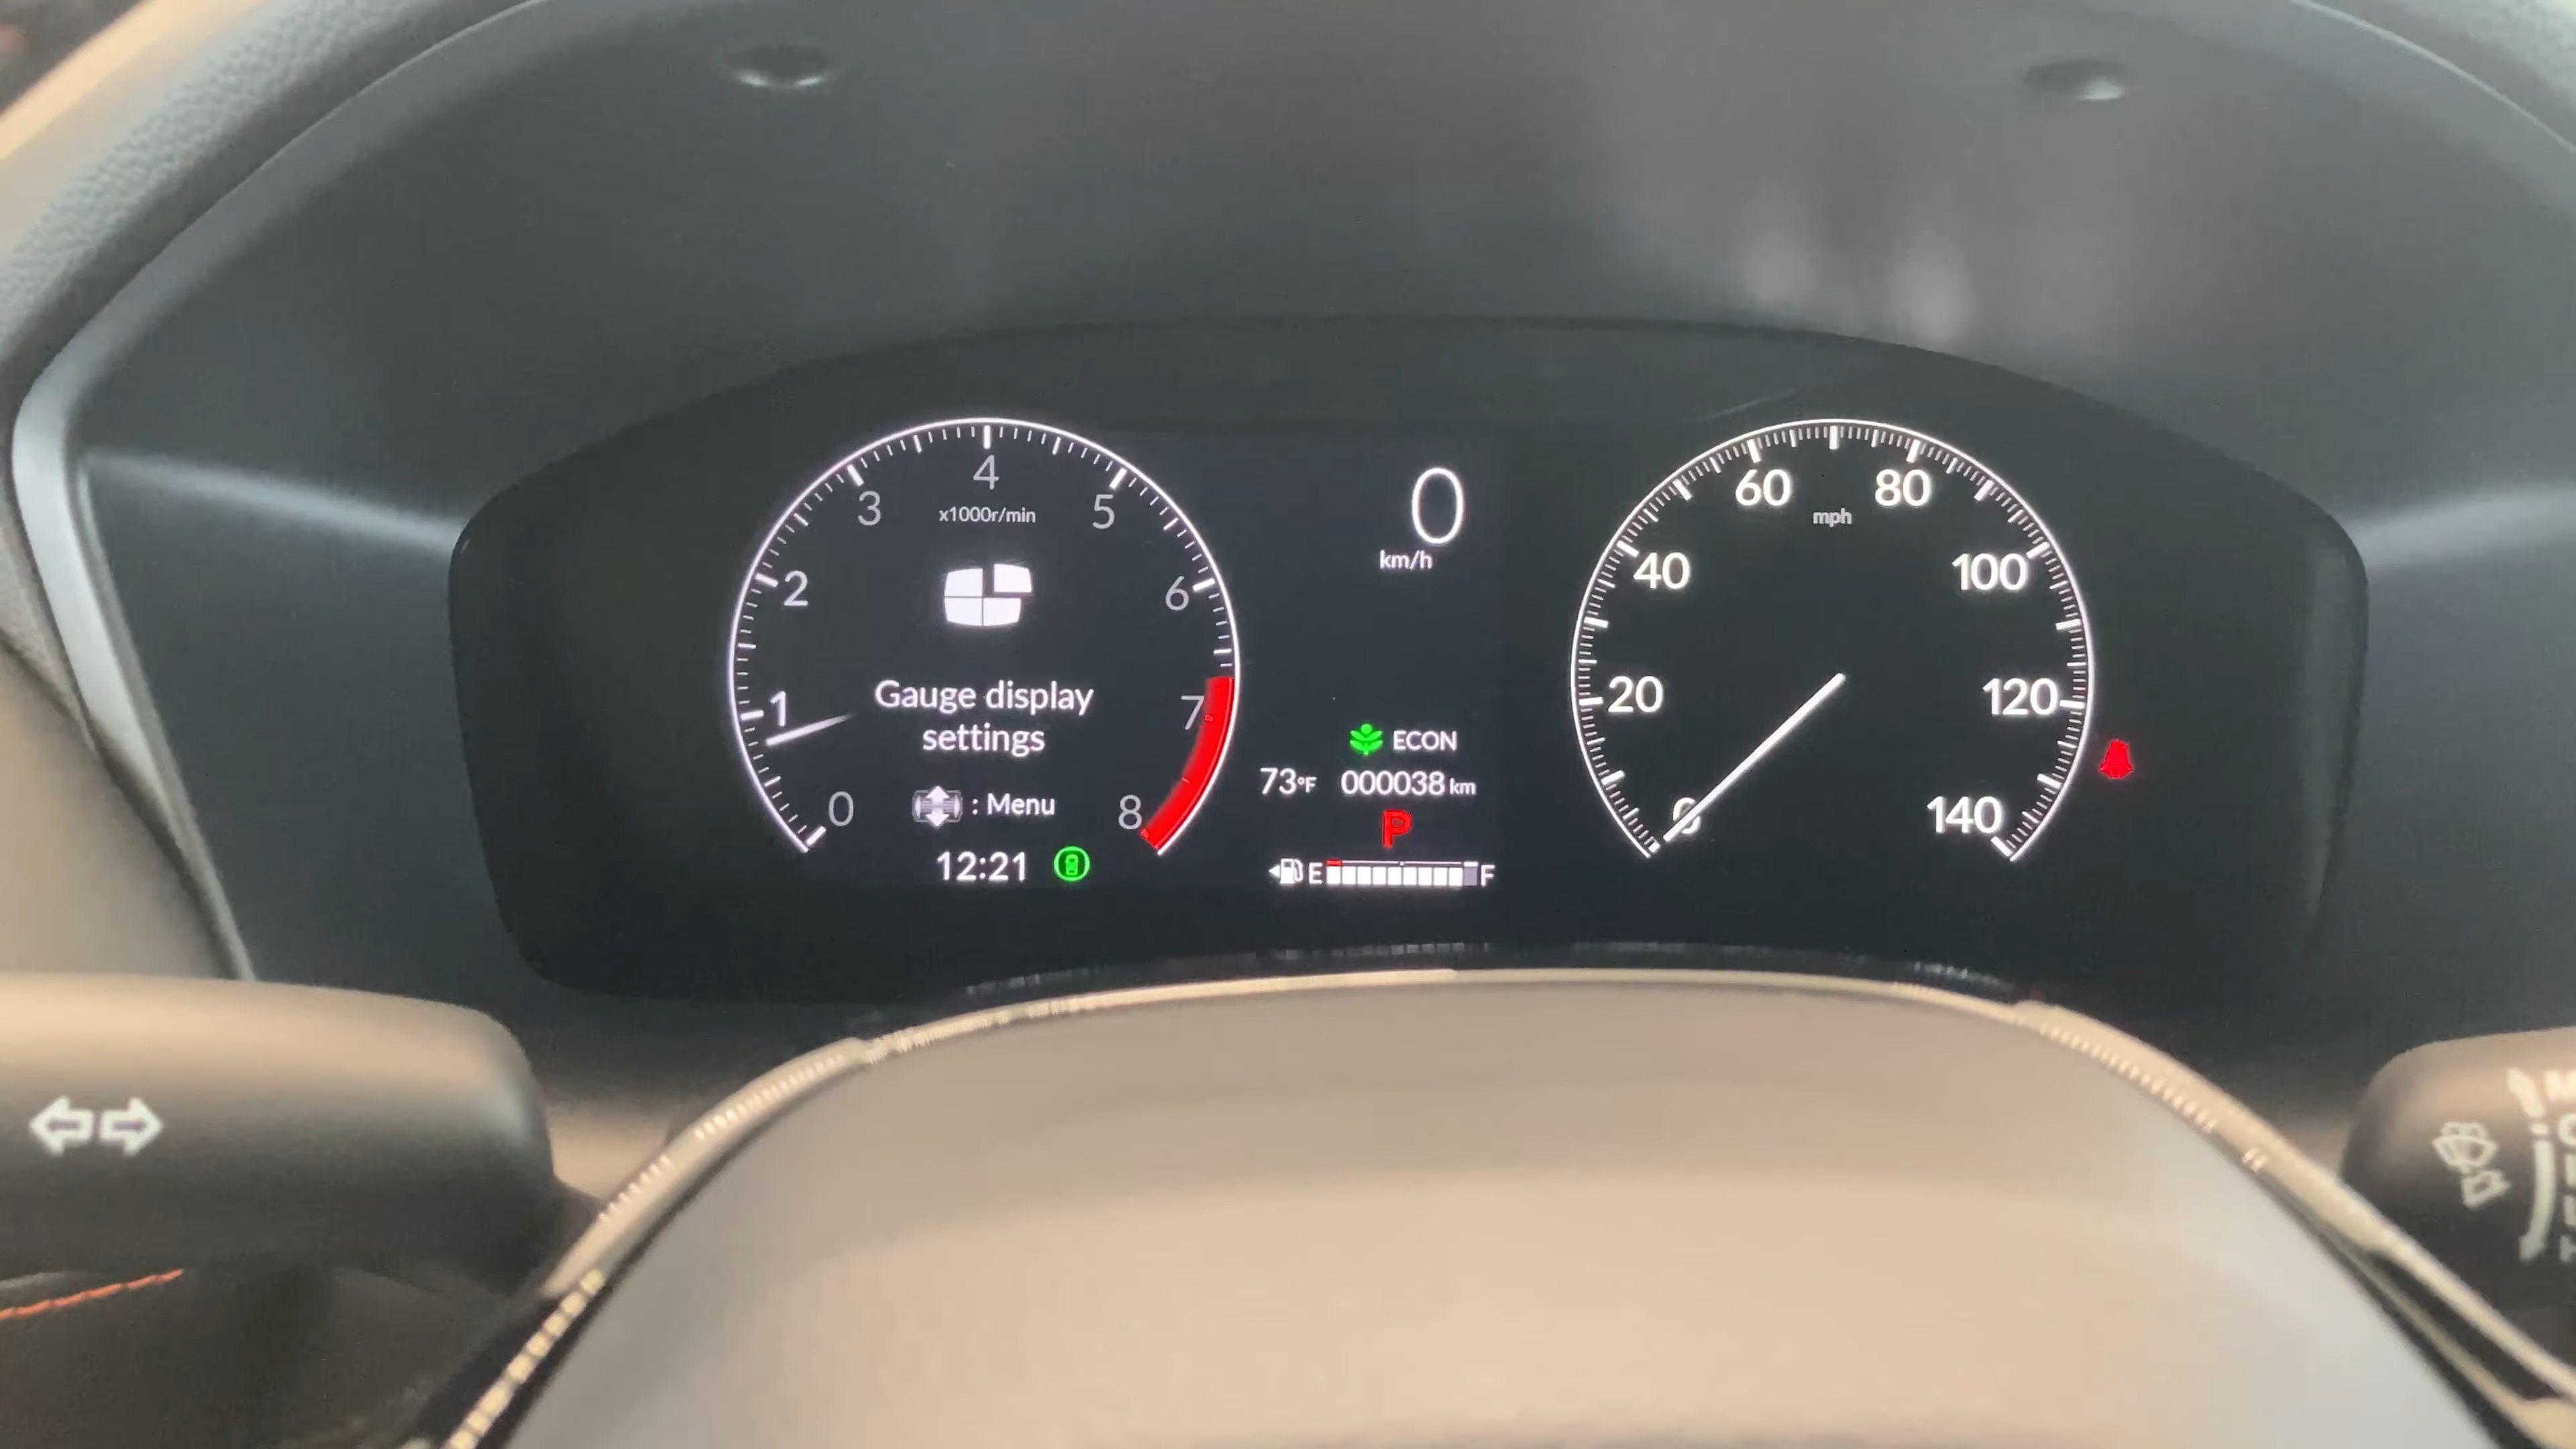 0
1
2
3
4
5
6
7
8
x1000r/min
Gauge display
settings
: Menu
12:21
0
km/h
ECON
73°F 000038 km
P
E F
0
20
40
60
80
100
120
140
mph